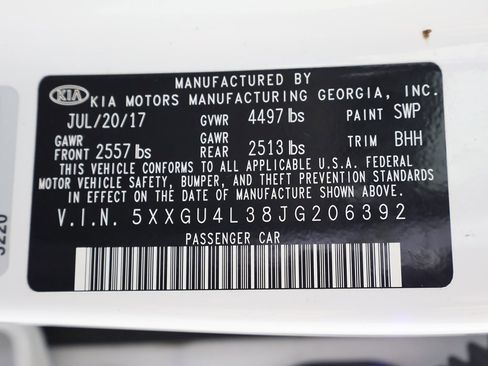 MANUFACTURED BY
KIA KIA MOTORS MANUFACTURING GEORGIA, INC.
JUL/20/17 GVWR 4497 lbs PAINT SWP
GAWR FRONT 2557 lbs GAWR REAR 2513 lbs TRIM BHH
THIS VEHICLE CONFORMS TO ALL APPLICABLE U.S.A. FEDERAL
MOTOR VEHICLE SAFETY, BUMPER, AND THEFT PREVENTION STANDARDS
IN EFFECT ON THE DATE OF MANUFACTURE SHOWN ABOVE.
V.I.N. 5XXGU4L38JG206392
PASSENGER CAR